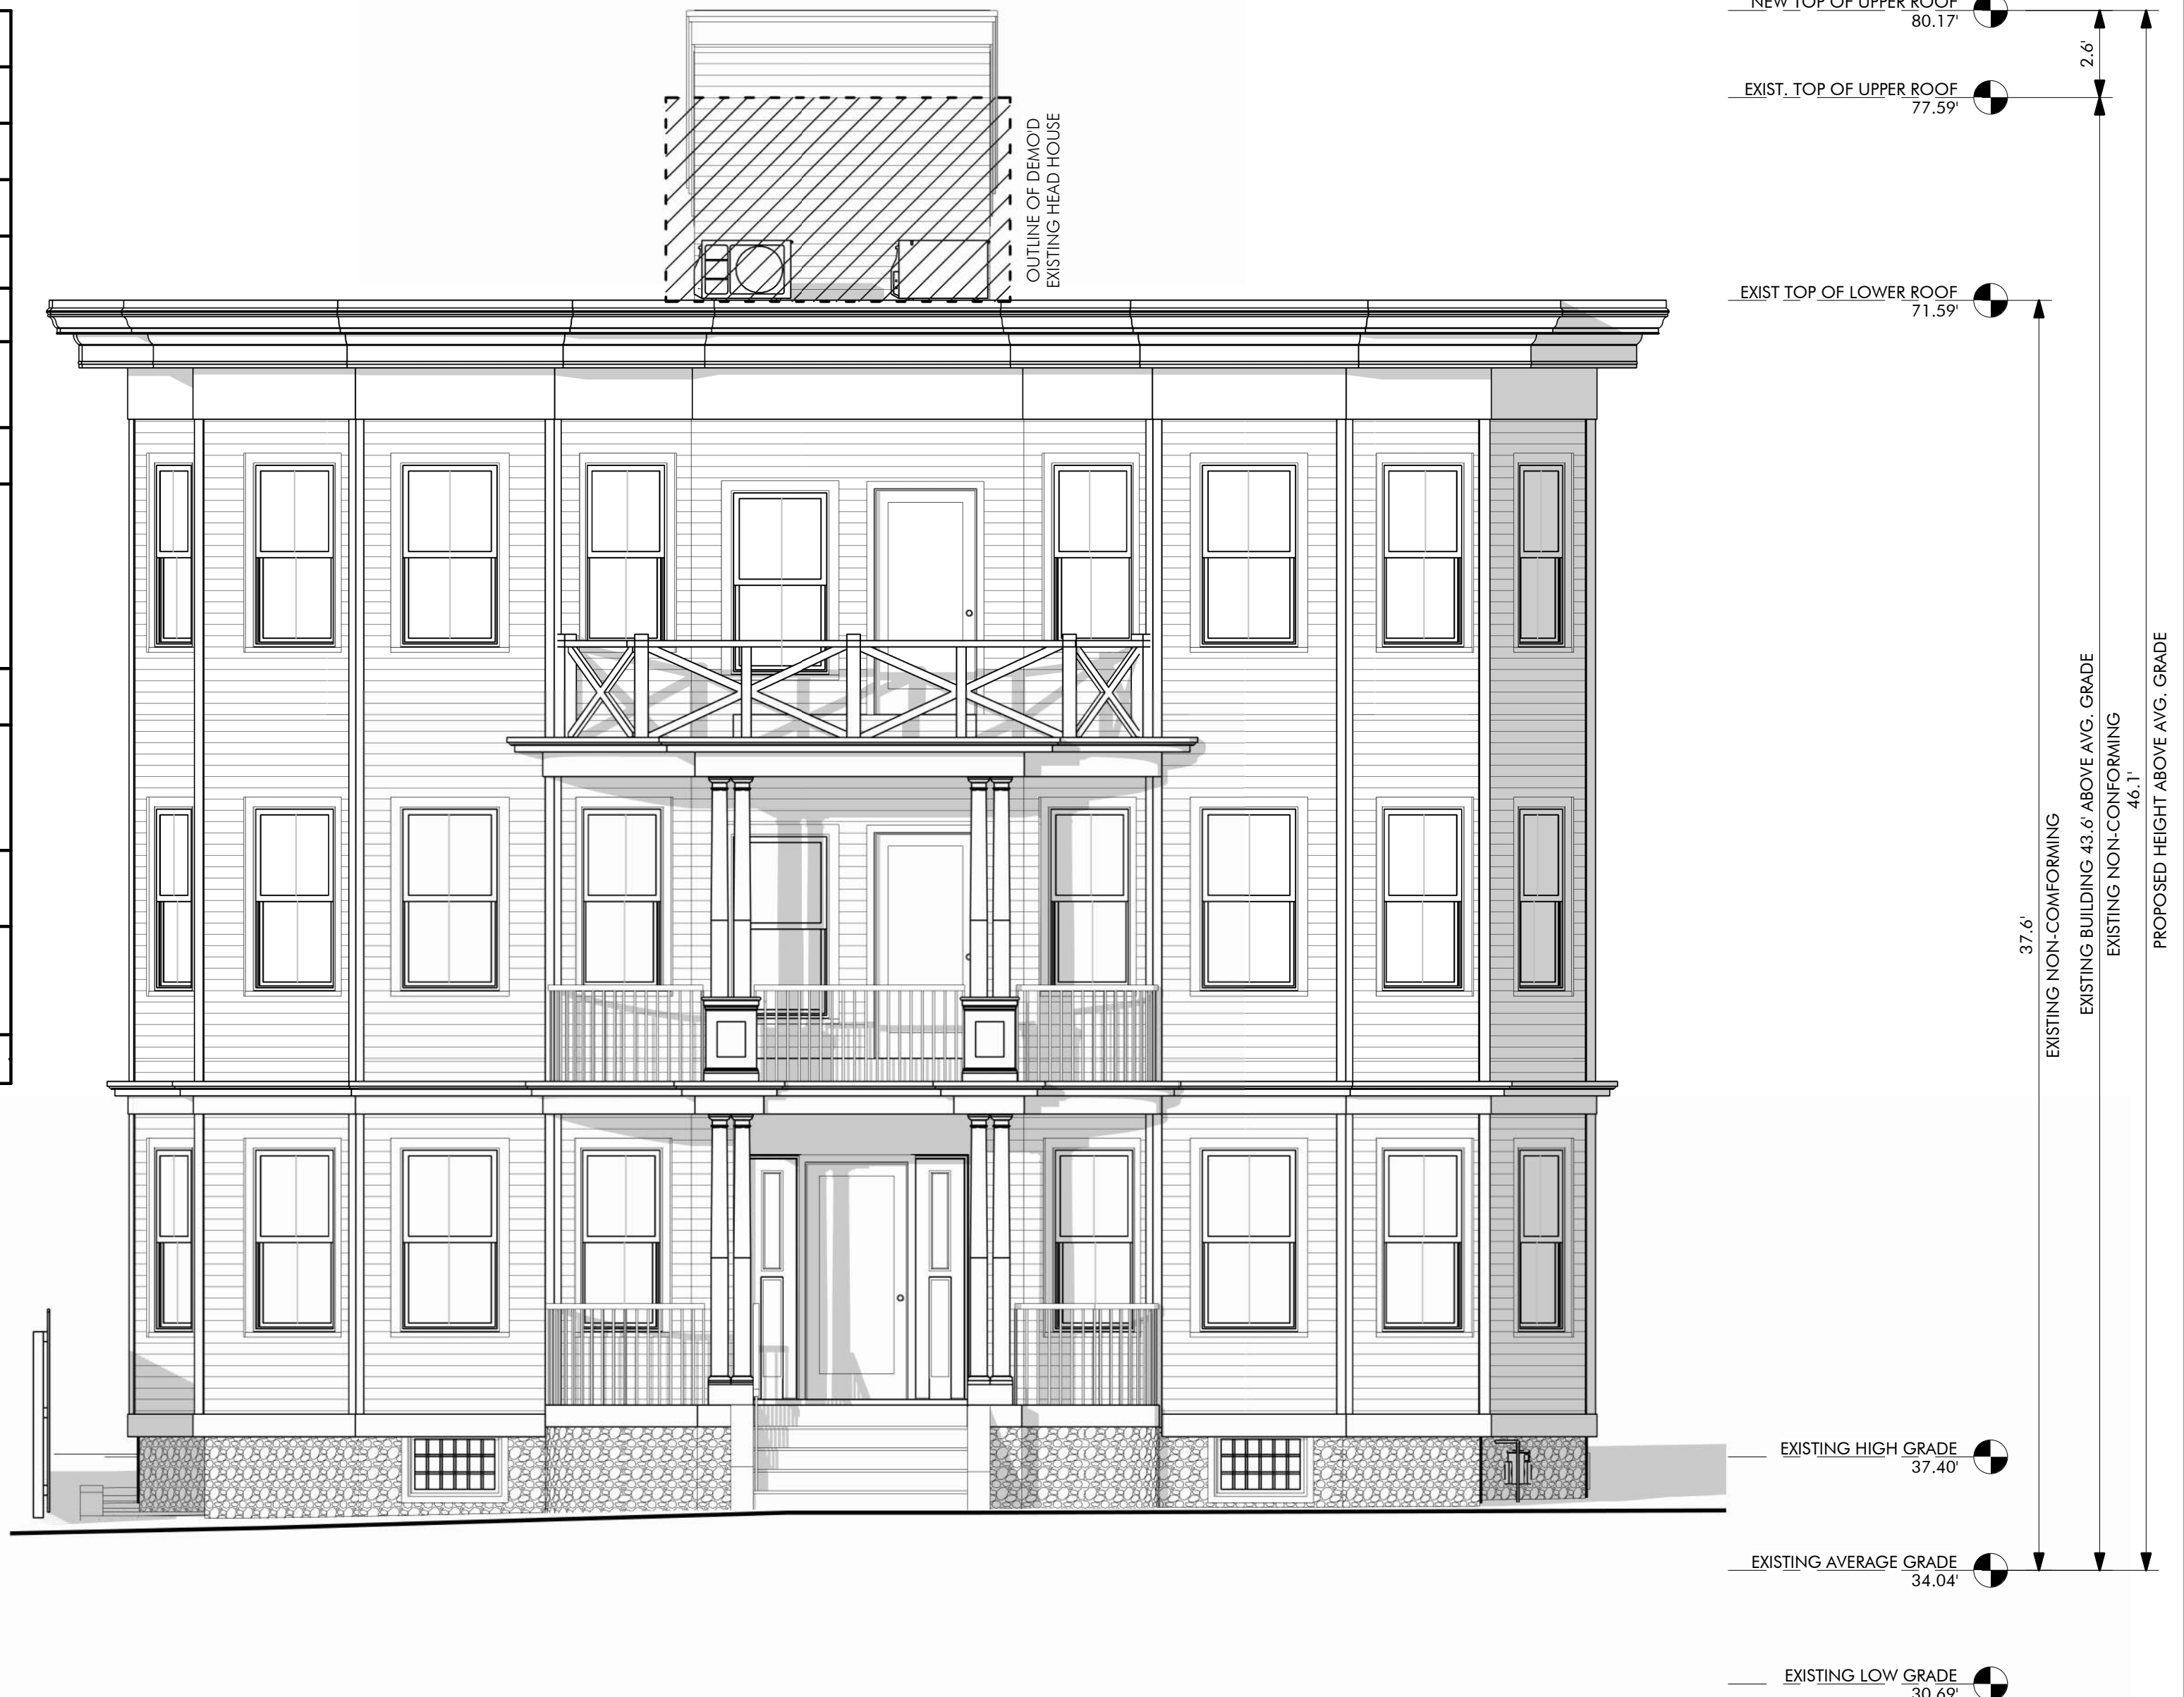 NEW TOP OF UPPER ROOF
80.17'
2.6'
EXIST. TOP OF UPPER ROOF
77.59'
OUTLINE OF DEMO'D
EXISTING HEAD HOUSE
EXIST TOP OF LOWER ROOF
71.59'
37.6'
EXISTING NON-COMFORMING
EXISTING BUILDING 43.6' ABOVE AVG. GRADE
EXISTING NON-CONFORMING
46.1'
PROPOSED HEIGHT ABOVE AVG. GRADE
EXISTING HIGH GRADE
37.40'
EXISTING AVERAGE GRADE
34.04'
EXISTING LOW GRADE
30.69'